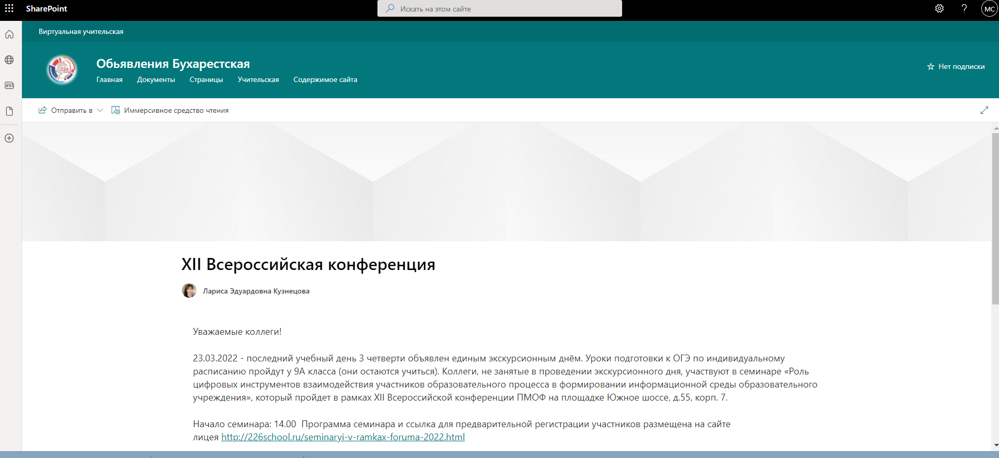 SharePoint
Искать на этом сайте
MC
Виртуальная учительская
226
Обьявления Бухарестская
Главная Документы Страницы Учительская Содержимое сайта
Нет подписки
Отправить в Иммерсивное средство чтения
XII Всероссийская конференция
Лариса Эдуардовна Кузнецова
Уважаемые коллеги!
23.03.2022 - последний учебный день 3 четверти объявлен единым экскурсионным днём. Уроки подготовки к ОГЭ по индивидуальному
расписанию пройдут у 9А класса (они остаются учиться). Коллеги, не занятые в проведении экскурсионного дня, участвуют в семинаре «Роль
цифровых инструментов взаимодействия участников образовательного процесса в формировании информационной среды образовательного
учреждения», который пройдет в рамках XII Всероссийской конференции ПМОФ на площадке Южное шоссе, д.55, корп. 7.
Начало семинара: 14.00 Программа семинара и ссылка для предварительной регистрации участников размещена на сайте
лицея http://226school.ru/seminaryi-v-ramkax-foruma-2022.html